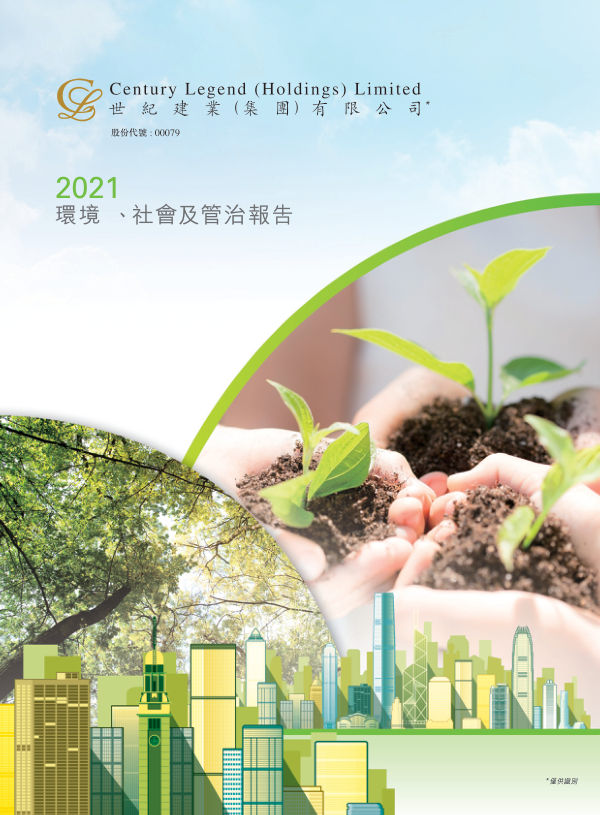 Century Legend (Holdings) Limited
世紀建業(集團)有限公司*
股份代號 : 00079
2021
環境、社會及管治報告
*僅供識別